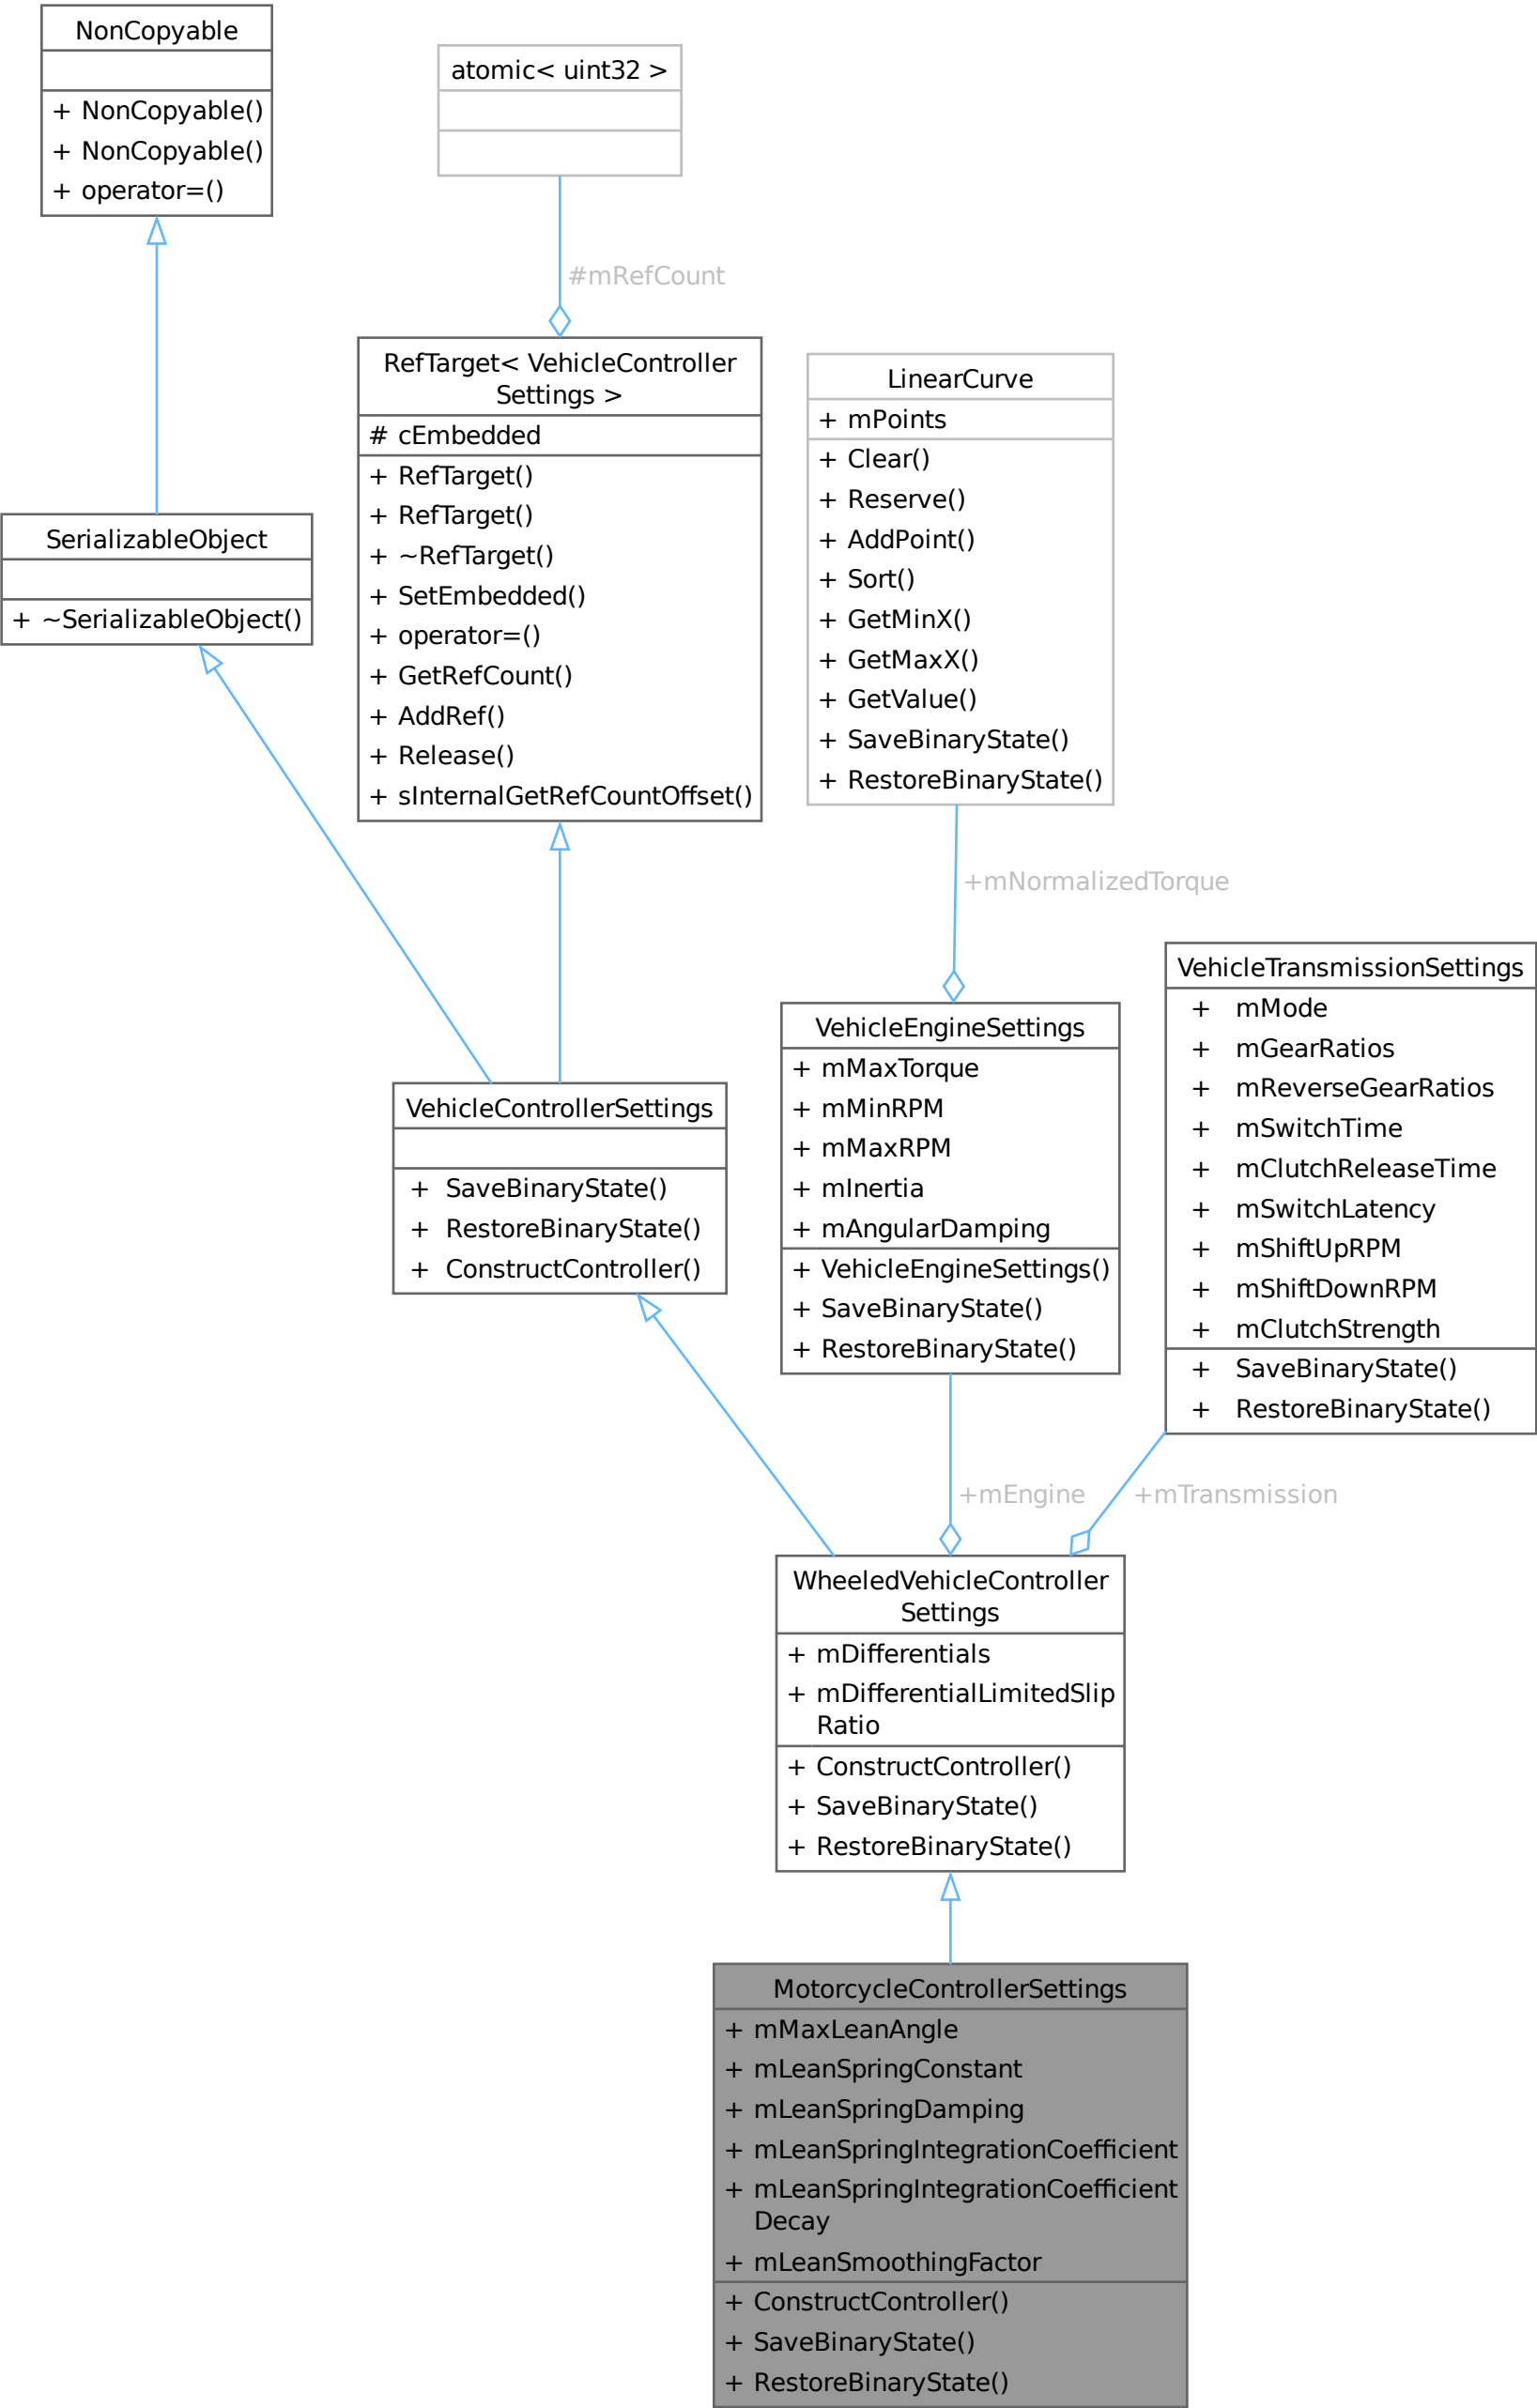 NonCopyable
+ NonCopyable()
+ NonCopyable()
+ operator=()
atomic< uint32 >
#mRefCount
RefTarget< VehicleController
Settings >
# cEmbedded
+ RefTarget()
+ RefTarget()
+ ~RefTarget()
+ SetEmbedded()
+ operator=()
+ GetRefCount()
+ AddRef()
+ Release()
+ sInternalGetRefCountOffset()
LinearCurve
+ mPoints
+ Clear()
+ Reserve()
+ AddPoint()
+ Sort()
+ GetMinX()
+ GetMaxX()
+ GetValue()
+ SaveBinaryState()
+ RestoreBinaryState()
SerializableObject
+ ~SerializableObject()
+mNormalizedTorque
VehicleTransmissionSettings
+ mMode
+ mGearRatios
+ mReverseGearRatios
+ mSwitchTime
+ mClutchReleaseTime
+ mSwitchLatency
+ mShiftUpRPM
+ mShiftDownRPM
+ mClutchStrength
+ SaveBinaryState()
+ RestoreBinaryState()
VehicleEngineSettings
+ mMaxTorque
+ mMinRPM
+ mMaxRPM
+ mInertia
+ mAngularDamping
+ VehicleEngineSettings()
+ SaveBinaryState()
+ RestoreBinaryState()
VehicleControllerSettings
+ SaveBinaryState()
+ RestoreBinaryState()
+ ConstructController()
+mEngine
+mTransmission
WheeledVehicleController
Settings
+ mDifferentials
+ mDifferentialLimitedSlip
Ratio
+ ConstructController()
+ SaveBinaryState()
+ RestoreBinaryState()
MotorcycleControllerSettings
+ mMaxLeanAngle
+ mLeanSpringConstant
+ mLeanSpringDamping
+ mLeanSpringIntegrationCoefficient
+ mLeanSpringIntegrationCoefficient
Decay
+ mLeanSmoothingFactor
+ ConstructController()
+ SaveBinaryState()
+ RestoreBinaryState()